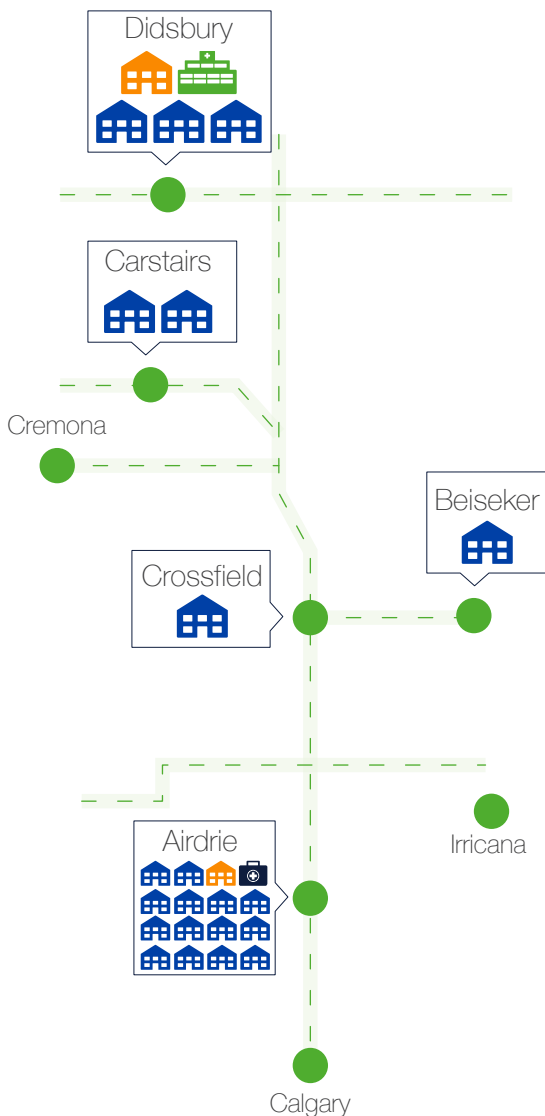 Didsbury
Carstairs
Cremona
Beiseker
Crossfield
Airdrie
Irricana
Calgary